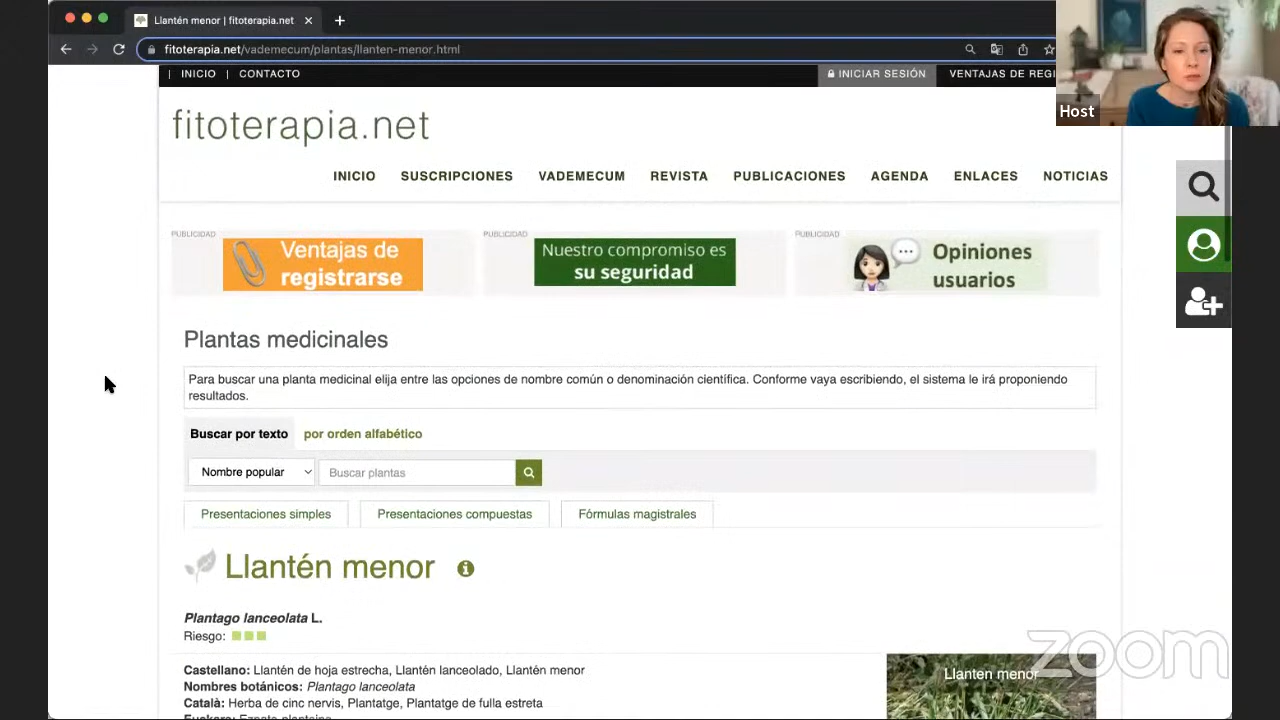 Llantén menor | fitoterapia.net
fitoterapia.net/vademecum/plantas/llanten-menor.html
| INICIO | CONTACTO
INICIAR SESIÓN
VENTAJAS DE REGI
Host
fitoterapia.net
INICIO SUSCRIPCIONES VADEMECUM REVISTA PUBLICACIONES AGENDA ENLACES NOTICIAS
PUBLICIDAD
Ventajas de
registrarse
PUBLICIDAD
Nuestro compromiso es
su seguridad
PUBLICIDAD
Opiniones
usuarios
Plantas medicinales
Para buscar una planta medicinal elija entre las opciones de nombre común o denominación científica. Conforme vaya escribiendo, el sistema le irá proponiendo
resultados.
Buscar por texto por orden alfabético
Nombre popular Buscar plantas
Presentaciones simples Presentaciones compuestas Fórmulas magistrales
Llantén menor
Plantago lanceolata L.
Riesgo:
Castellano: Llantén de hoja estrecha, Llantén lanceolado, Llantén menor
Nombres botánicos: Plantago lanceolata
Català: Herba de cinc nervis, Plantatge, Plantatge de fulla estreta
Llanten menor
zoom